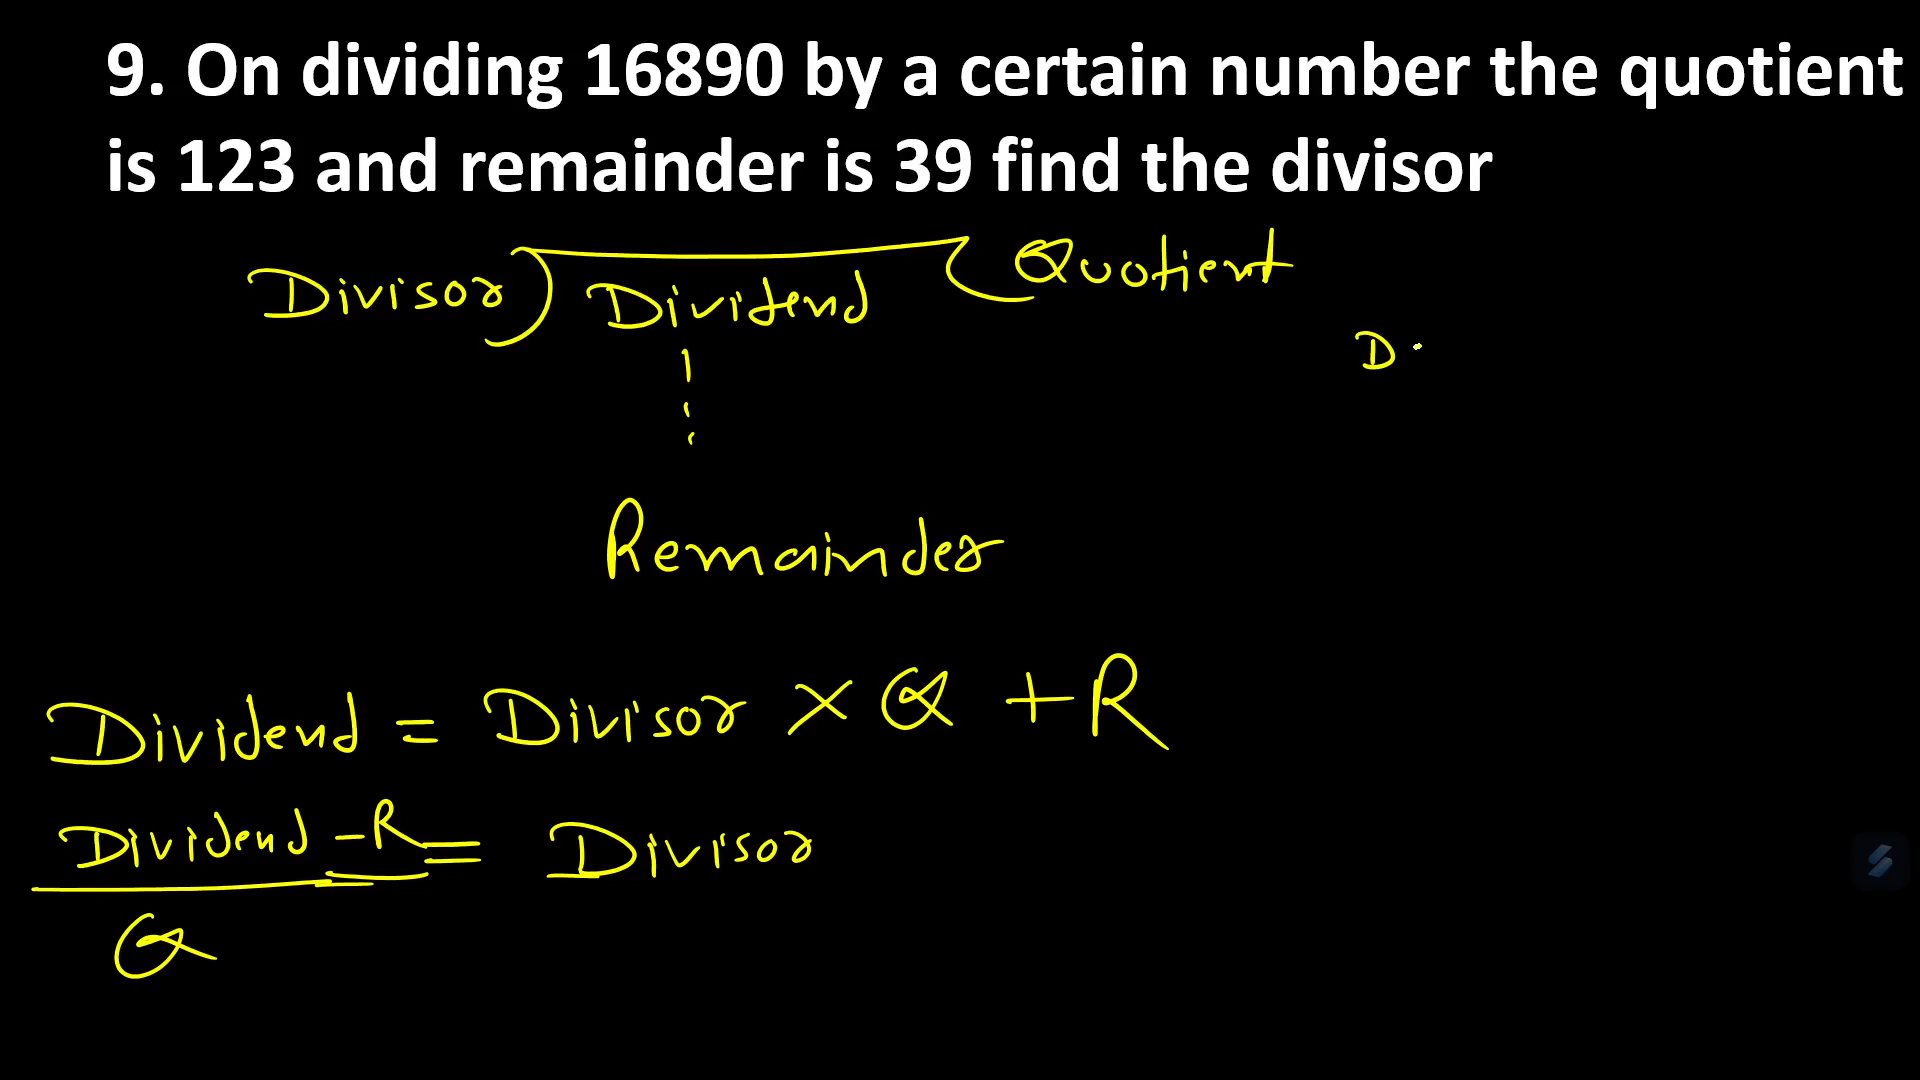 9. On dividing 16890 by a certain number the quotient
is 123 and remainder is 39 find the divisor
Divisor) Dividend ( Quotient
D
Remainder
Dividend = Divisor × Q + R
Dividend - R = Divisor
Q